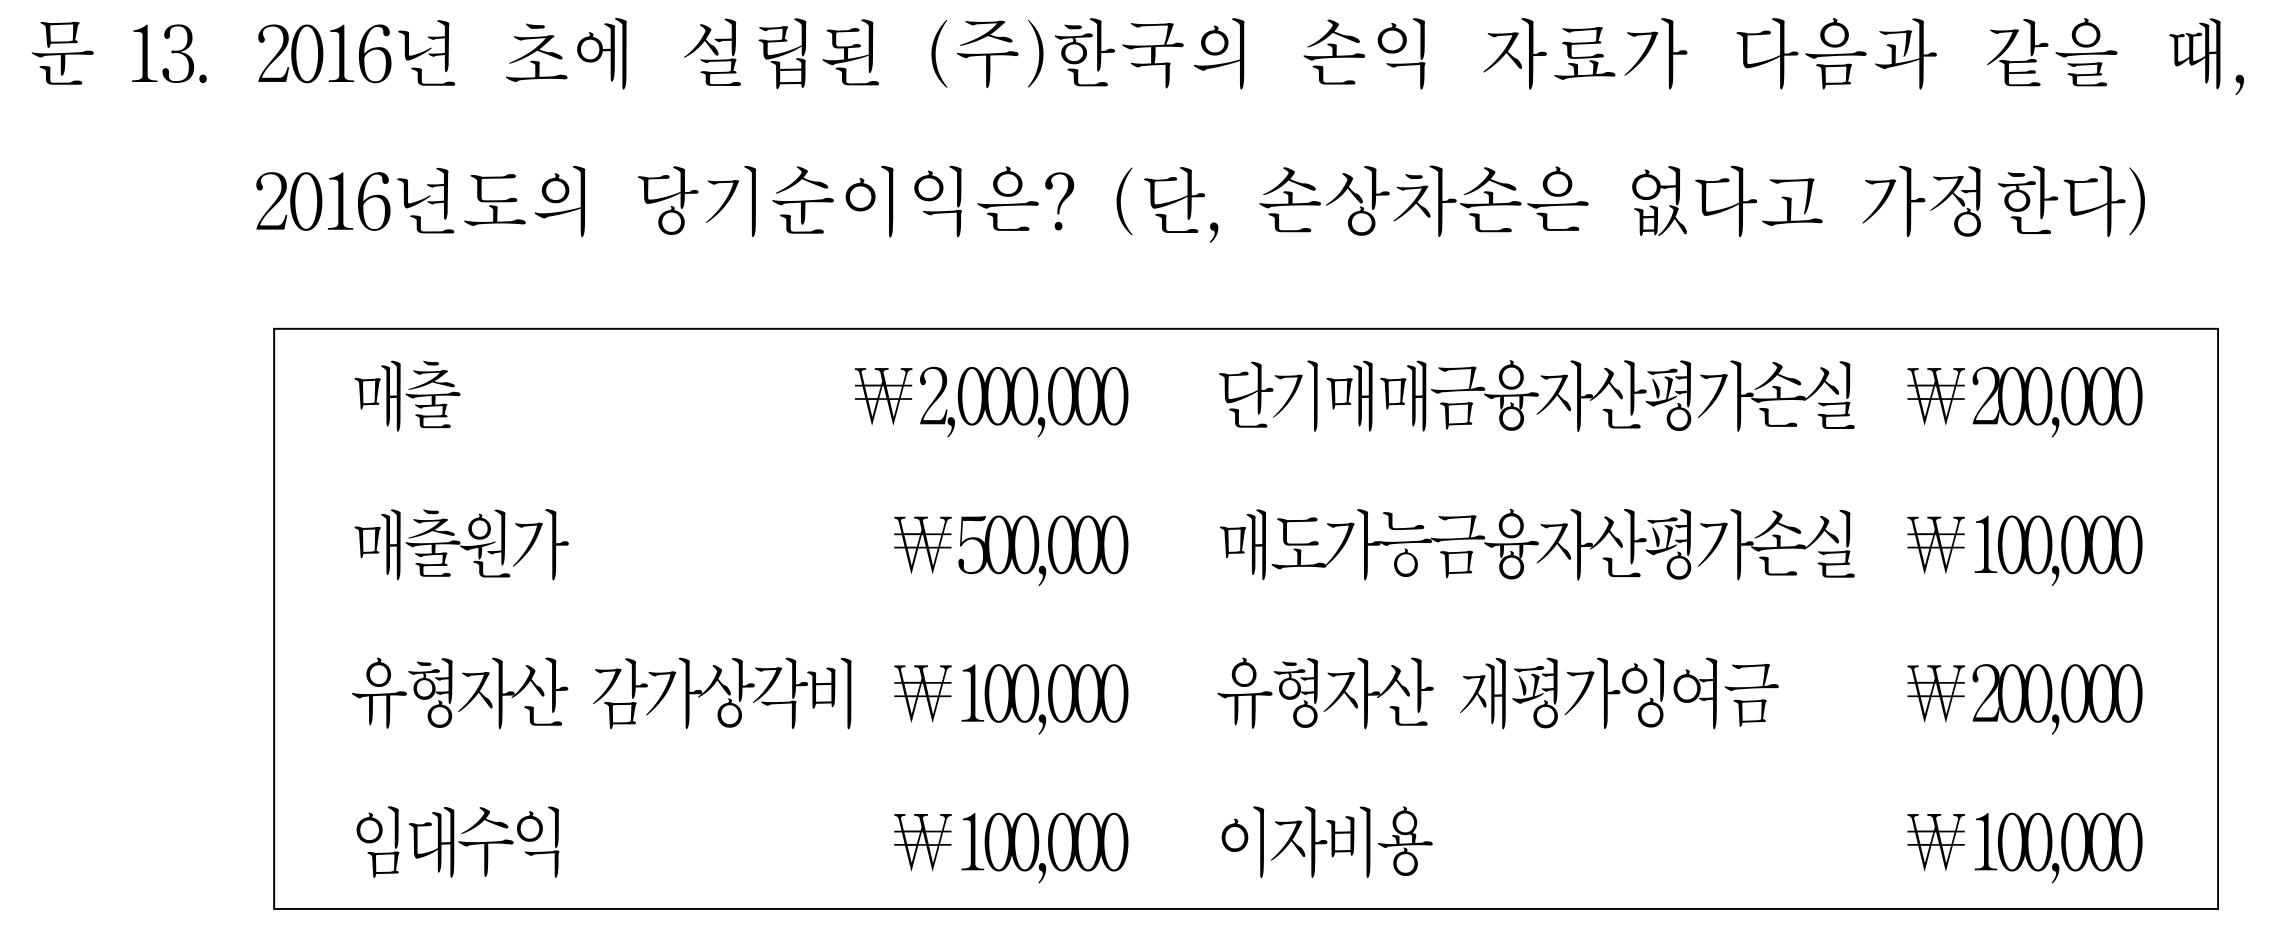 문 13. 2016년 초에 설립된 (주)한국의 손익 자료가 다음과 같을 때,
2016년도의 당기순이익은? (단, 손상차손은 없다고 가정한다)
매출 ₩2,000,000 단기매매금융자산평가손실 ₩200,000
매출원가 ₩500,000 매도가능금융자산평가손실 ₩100,000
유형자산 감가상각비 ₩100,000 유형자산 재평가잉여금 ₩200,000
임대수익 ₩100,000 이자비용 ₩100,000